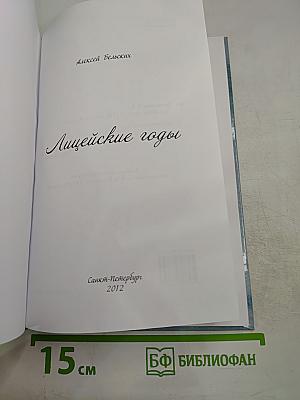 Алексей Бельских
Лицейские годы
Санкт-Петербург
2012
15 см
БФ БИБЛИОФАН